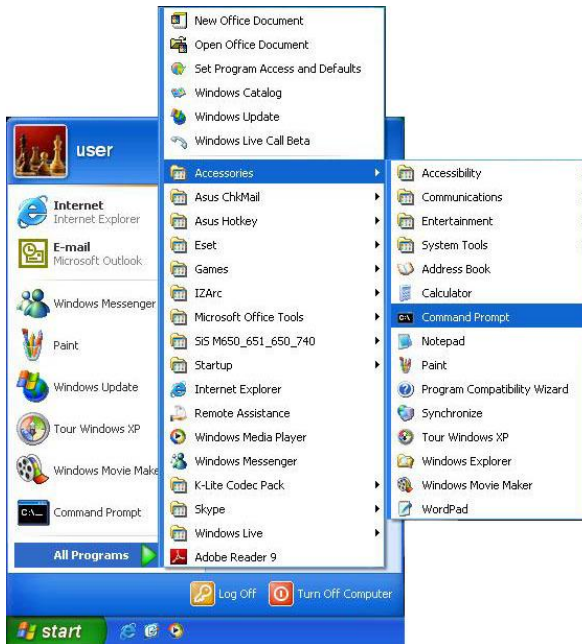 New Office Document
Open Office Document
Set Program Access and Defaults
Windows Catalog
Windows Update
Windows Live Call Beta
user
Internet
Internet Explorer
E-mail
Microsoft Outlook
Windows Messenger
Paint
Windows Update
Tour Windows XP
Windows Movie Make
C:\_
Command Prompt
All Programs
Accessories
Asus ChkMail
Asus Hotkey
Eset
Games
IZArc
Microsoft Office Tools
SiS M650_651_650_740
Startup
Internet Explorer
Remote Assistance
Windows Media Player
Windows Messenger
K-Lite Codec Pack
Skype
Windows Live
Adobe Reader 9
Accessibility
Communications
Entertainment
System Tools
Address Book
Calculator
C:\
Command Prompt
Notepad
Paint
Program Compatibility Wizard
Synchronize
Tour Windows XP
Windows Explorer
Windows Movie Maker
WordPad
Log Off
Turn Off Computer
start